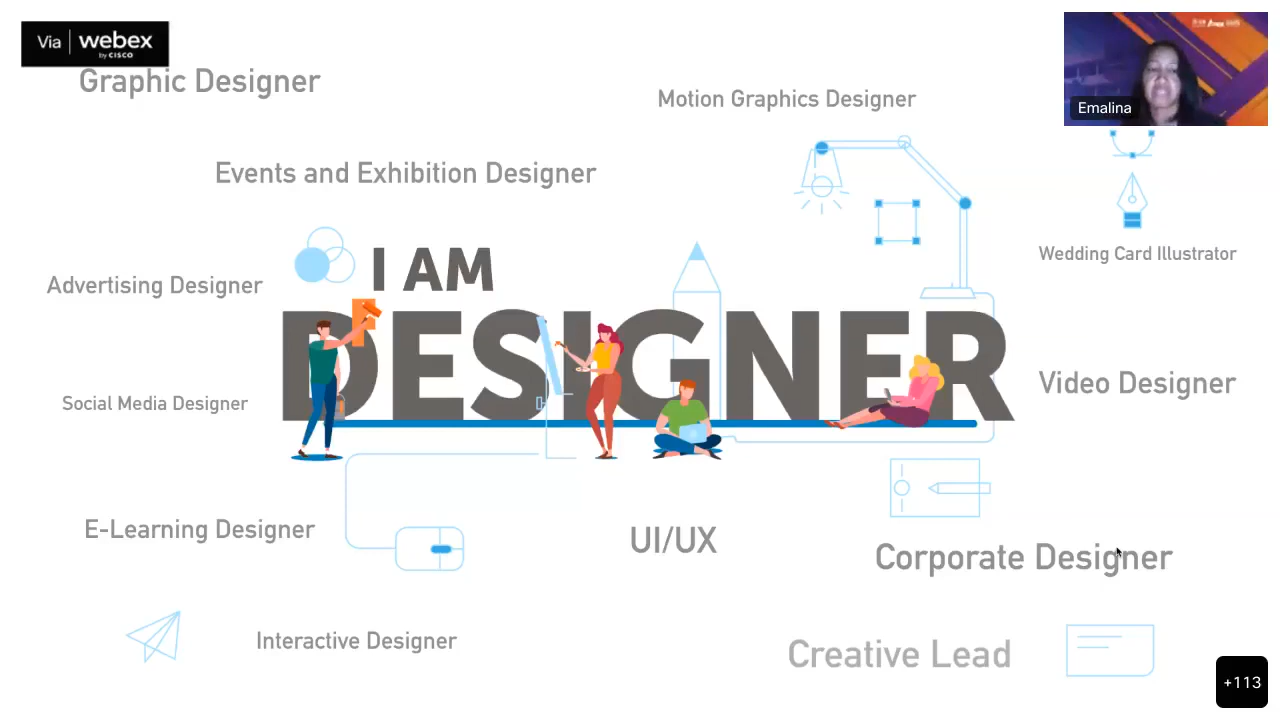 Via webex
by CISCO
Graphic Designer
Motion Graphics Designer
Emalina
Events and Exhibition Designer
Wedding Card Illustrator
I AM
Advertising Designer
DESIGNER
Video Designer
Social Media Designer
E-Learning Designer
UI/UX
Corporate Designer
Interactive Designer
Creative Lead
+113